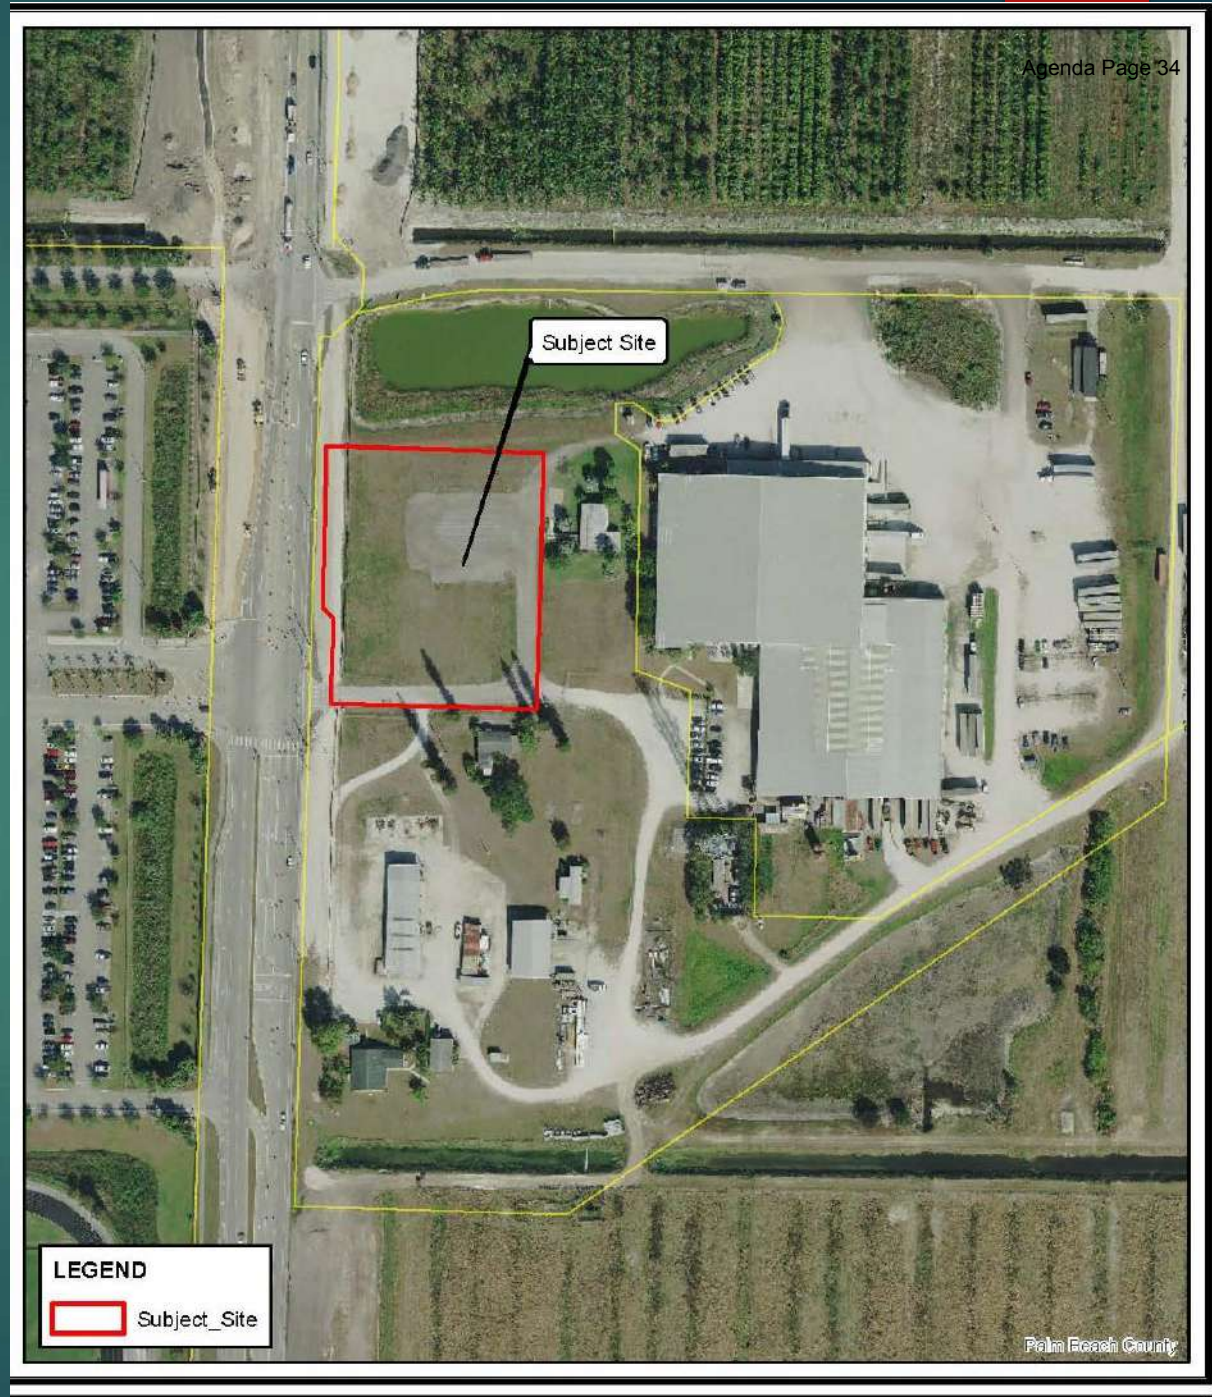 Agenda Page 34
Subject Site
LEGEND
Subject_Site
Palm Beach County